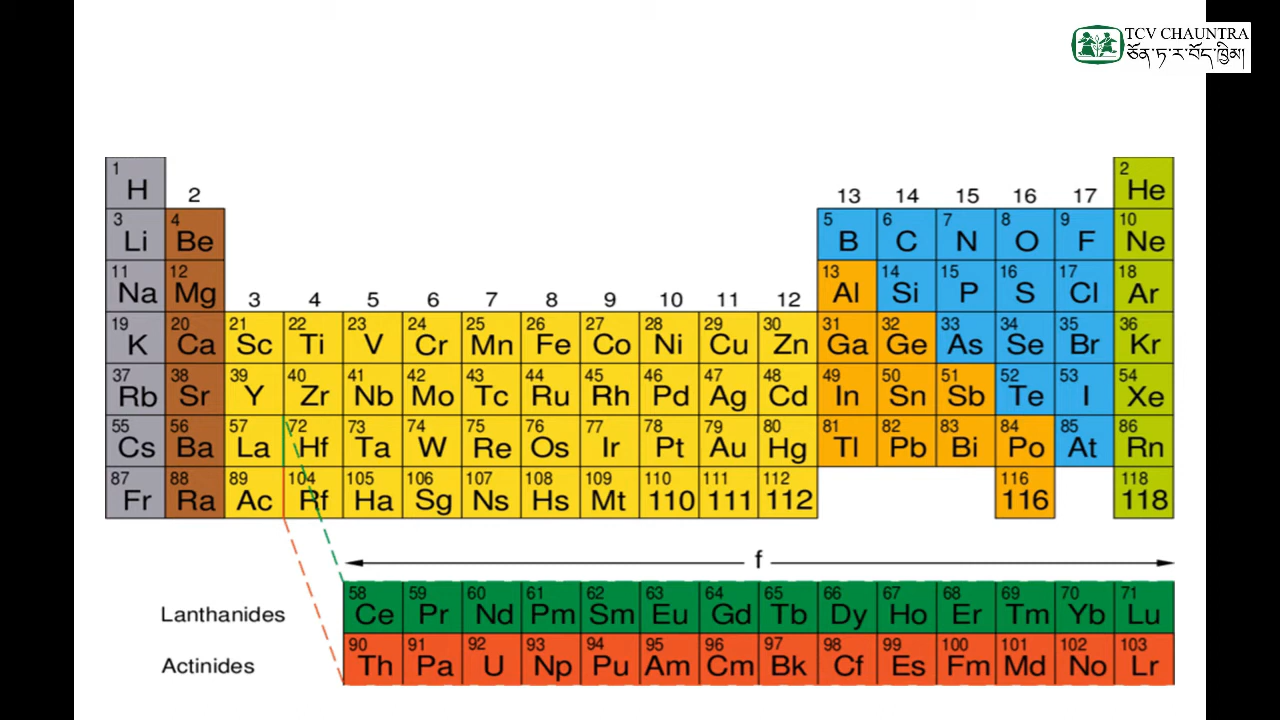 TCV CHAUNTRA
ཙོན་ཏ་ར་བོད་ཁྱིམ།
1 2
H 2 13 14 15 16 17 He
3 4 5 6 7 8 9 10
Li Be B C N O F Ne
11 12 13 14 15 16 17 18
Na Mg 3 4 5 6 7 8 9 10 11 12 Al Si P S Cl Ar
19 20 21 22 23 24 25 26 27 28 29 30 31 32 33 34 35 36
K Ca Sc Ti V Cr Mn Fe Co Ni Cu Zn Ga Ge As Se Br Kr
37 38 39 40 41 42 43 44 45 46 47 48 49 50 51 52 53 54
Rb Sr Y Zr Nb Mo Tc Ru Rh Pd Ag Cd In Sn Sb Te I Xe
55 56 57 72 73 74 75 76 77 78 79 80 81 82 83 84 85 86
Cs Ba La Hf Ta W Re Os Ir Pt Au Hg Tl Pb Bi Po At Rn
87 88 89 104 105 106 107 108 109 110 111 112 116 118
Fr Ra Ac Rf Ha Sg Ns Hs Mt 110 111 112 116 118
f
58 59 60 61 62 63 64 65 66 67 68 69 70 71
Lanthanides Ce Pr Nd Pm Sm Eu Gd Tb Dy Ho Er Tm Yb Lu
90 91 92 93 94 95 96 97 98 99 100 101 102 103
Actinides Th Pa U Np Pu Am Cm Bk Cf Es Fm Md No Lr